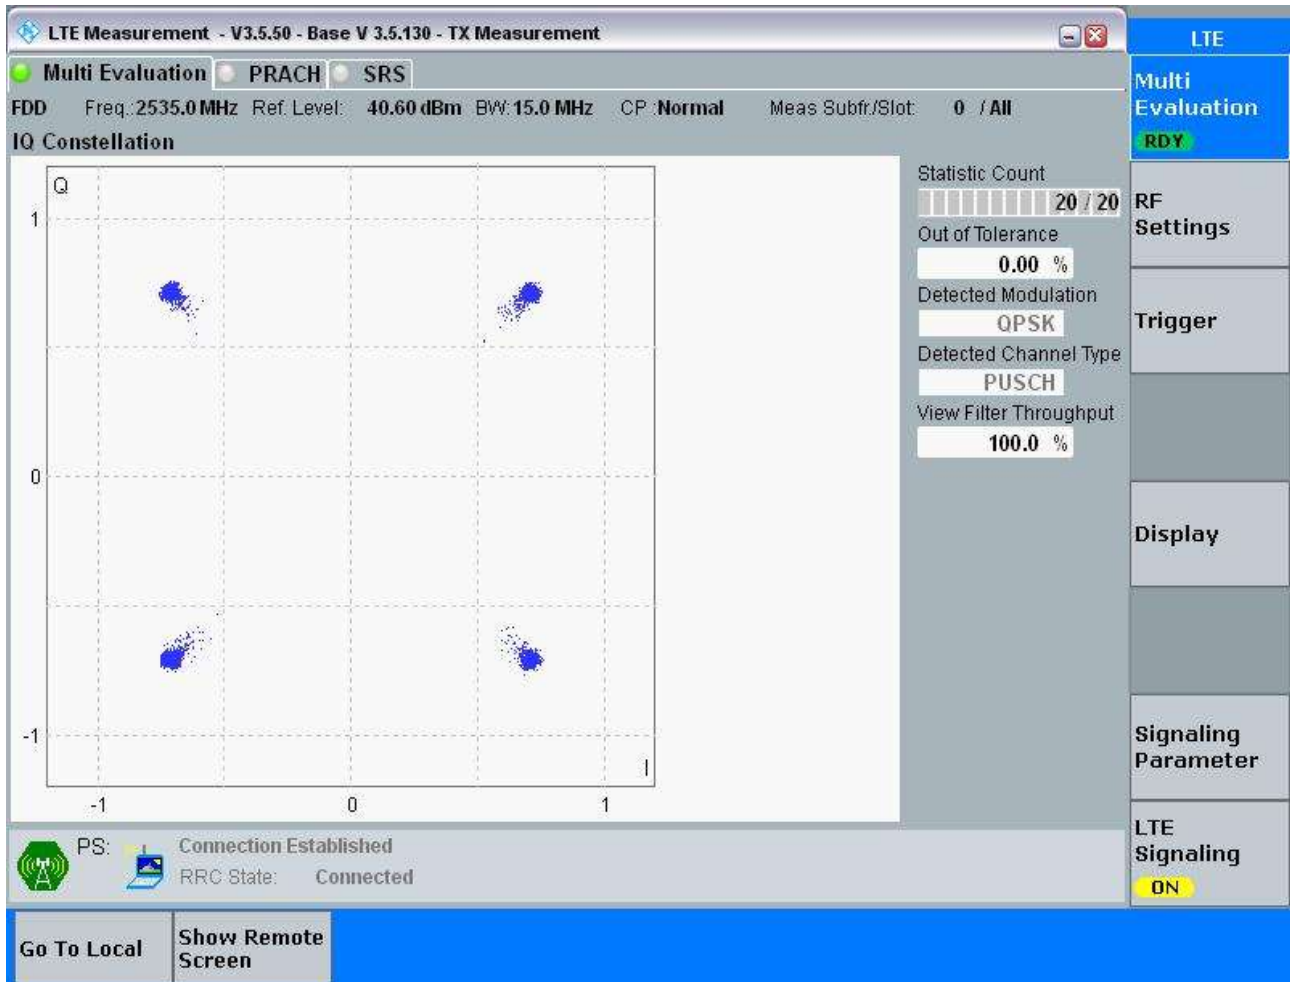 LTE Measurement - V3.5.50 - Base V 3.5.130 - TX Measurement
LTE
Multi Evaluation PRACH SRS
FDD Freq.:2535.0 MHz Ref. Level: 40.60 dBm BW:15.0 MHz CP :Normal Meas Subfr./Slot: 0 / All
IQ Constellation
Q
1
0
-1
-1 0 1
I
Statistic Count
20 / 20
Out of Tolerance
0.00 %
Detected Modulation
QPSK
Detected Channel Type
PUSCH
View Filter Throughput
100.0 %
Multi
Evaluation
RDY
RF
Settings
Trigger
Display
Signaling
Parameter
LTE
Signaling
ON
PS: Connection Established
RRC State: Connected
Go To Local
Show Remote
Screen